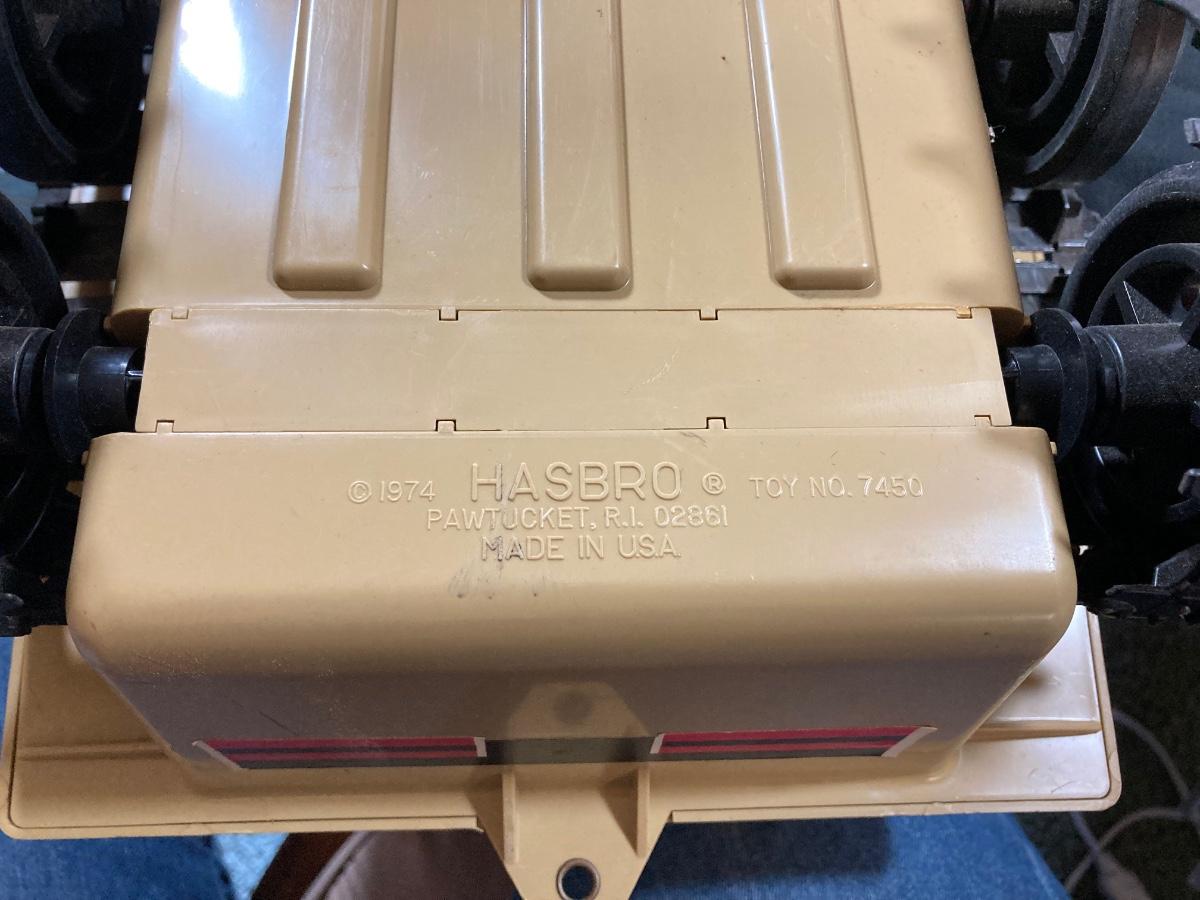 © 1974 HASBRO ® TOY NO. 7450
PAWTUCKET, R.I. 02861
MADE IN U.S.A.